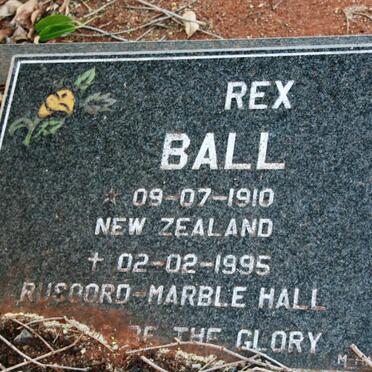 REX
BALL
☆ 09-07-1910
NEW ZEALAND
✝ 02-02-1995
RUSOORD-MARBLE HALL
THE GLORY